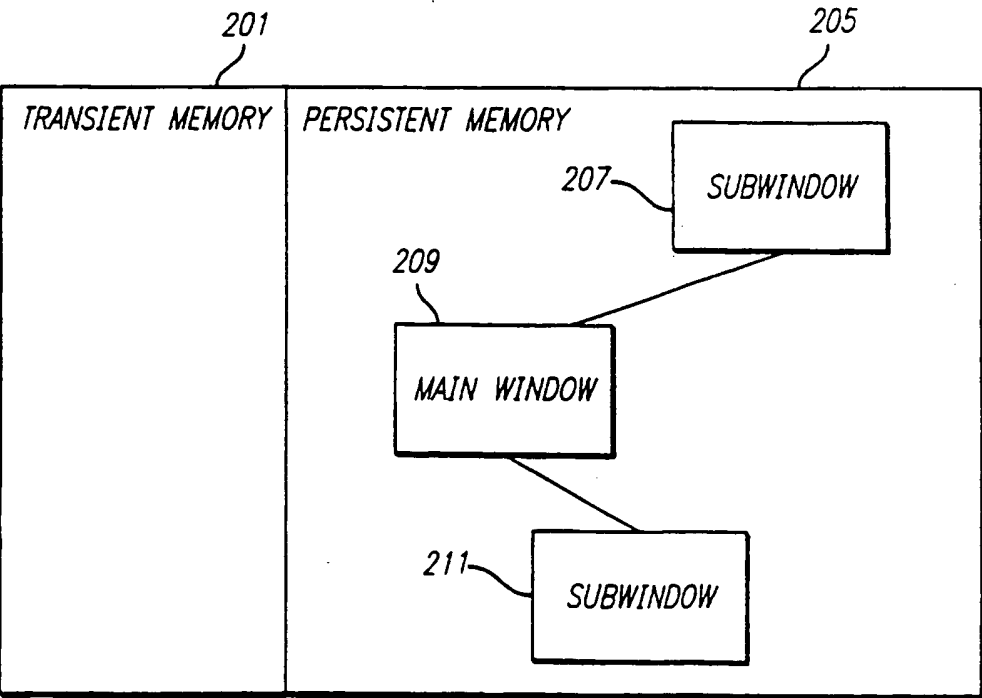 201
205
TRANSIENT MEMORY
PERSISTENT MEMORY
207
SUBWINDOW
209
MAIN WINDOW
211
SUBWINDOW